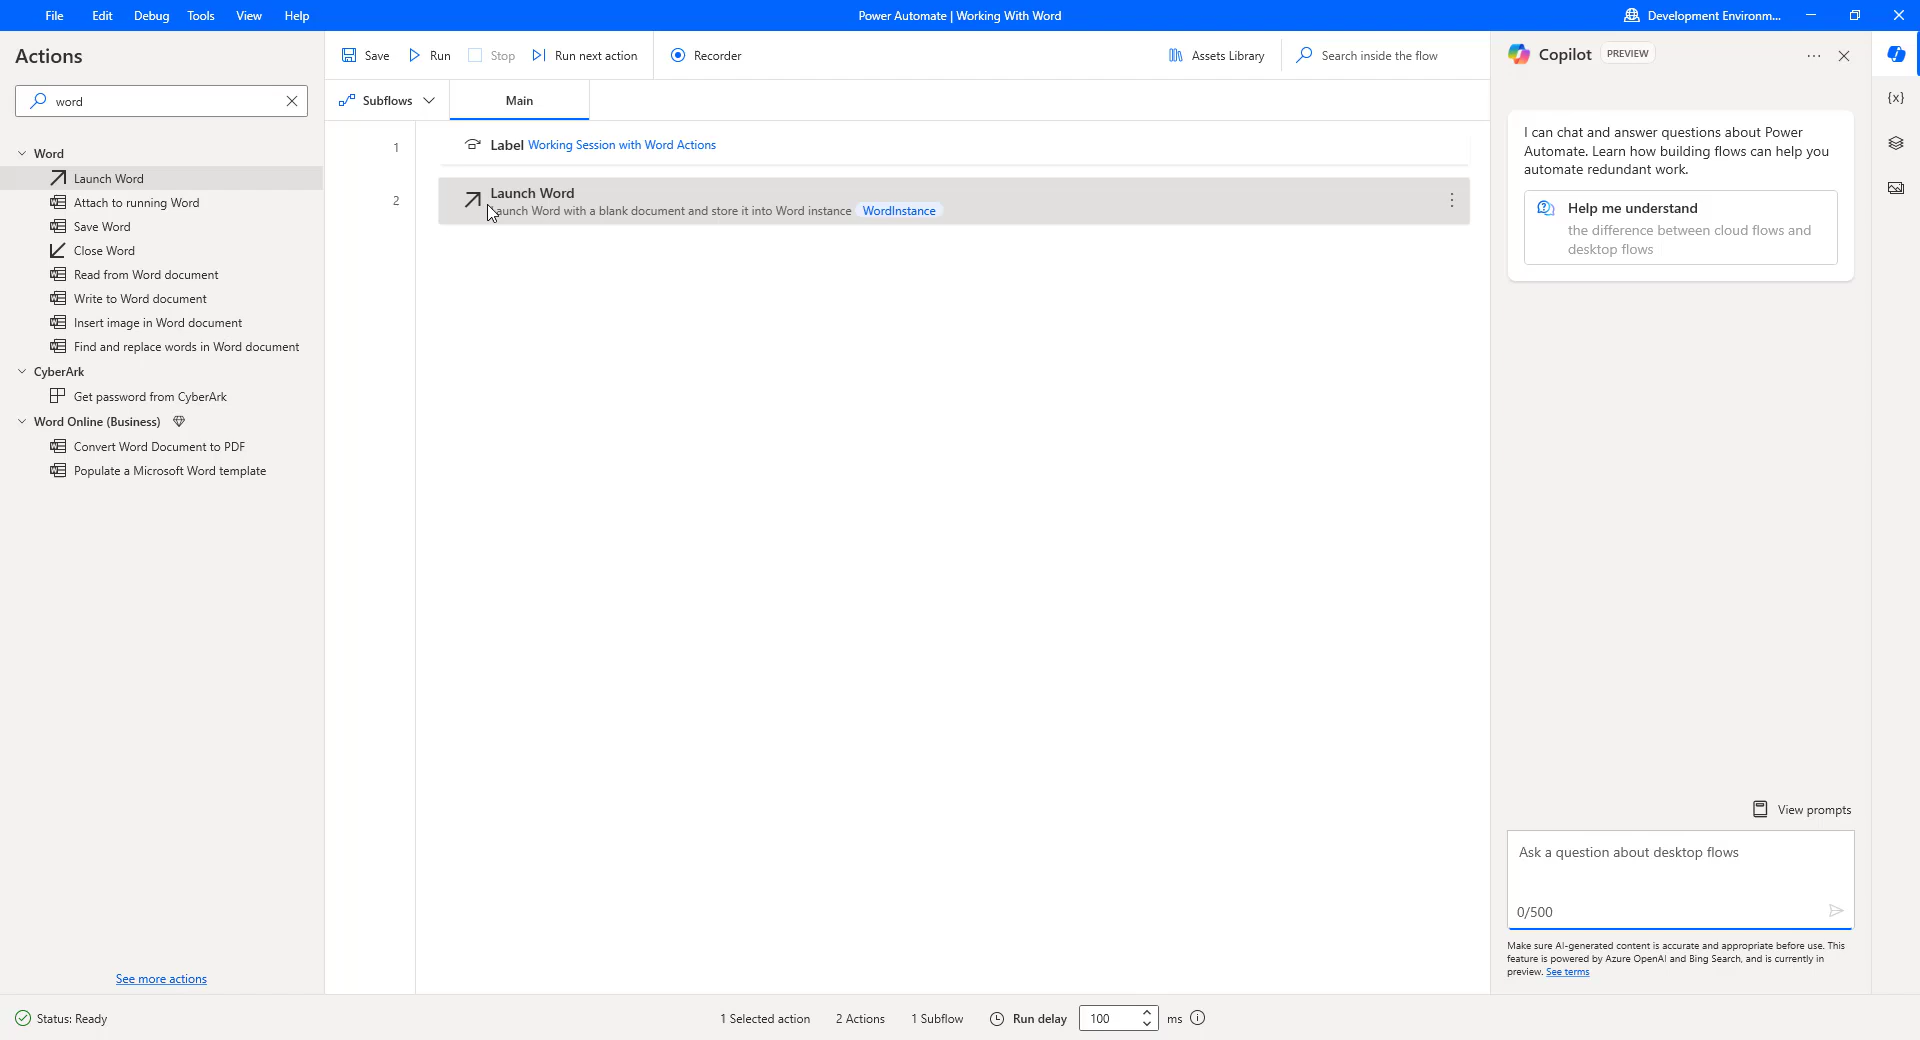 File Edit Debug Tools View Help
Power Automate | Working With Word
Development Environm...
Actions
word
Word
Launch Word
Attach to running Word
Save Word
Close Word
Read from Word document
Write to Word document
Insert image in Word document
Find and replace words in Word document
CyberArk
Get password from CyberArk
Word Online (Business)
Convert Word Document to PDF
Populate a Microsoft Word template
See more actions
Save Run Stop Run next action Recorder Assets Library Search inside the flow
Subflows Main
{x}
1 Label Working Session with Word Actions
2 Launch Word
Launch Word with a blank document and store it into Word instance WordInstance
Copilot PREVIEW
I can chat and answer questions about Power
Automate. Learn how building flows can help you
automate redundant work.
Help me understand
the difference between cloud flows and
desktop flows
View prompts
Ask a question about desktop flows
0/500
Make sure AI-generated content is accurate and appropriate before use. This
feature is powered by Azure OpenAI and Bing Search, and is currently in
preview. See terms
Status: Ready 1 Selected action 2 Actions 1 Subflow Run delay 100 ms